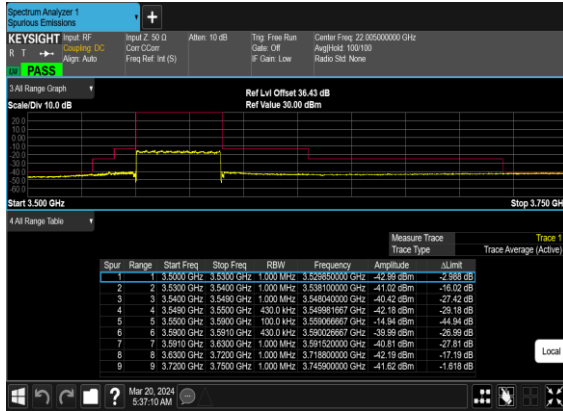 Spectrum Analyzer 1
Spurious Emissions
+
KEYSIGHT Input: RF Input Z: 50 Ω Atten: 10 dB Trig: Free Run Center Freq: 22.005000000 GHz
R T Coupling: DC Corr CCorr Gate: Off Avg|Hold: 100/100
Align: Auto Freq Ref: Int (S) IF Gain: Low Radio Std: None
PASS
3 All Range Graph
Ref Lvl Offset 36.43 dB
Scale/Div 10.0 dB Ref Value 30.00 dBm
20.0
10.0
0.00
-10.0
-20.0
-30.0
-40.0
-50.0
-60.0
Start 3.500 GHz Stop 3.750 GH
4 All Range Table
Measure Trace Trace 1
Trace Type Trace Average (Active)
Spur Range Start Freq Stop Freq RBW Frequency Amplitude ΔLimit
1 1 3.5000 GHz 3.5300 GHz 1.000 MHz 3.529850000 GHz -42.99 dBm -2.988 dB
2 2 3.5300 GHz 3.5400 GHz 1.000 MHz 3.538100000 GHz -41.02 dBm -16.02 dB
3 3 3.5400 GHz 3.5490 GHz 1.000 MHz 3.548040000 GHz -40.42 dBm -27.42 dB
4 4 3.5490 GHz 3.5500 GHz 430.0 kHz 3.549981667 GHz -42.18 dBm -29.18 dB
5 5 3.5500 GHz 3.5900 GHz 100.0 kHz 3.559066667 GHz -14.94 dBm -44.94 dB
6 6 3.5900 GHz 3.5910 GHz 430.0 kHz 3.590026667 GHz -39.99 dBm -26.99 dB
7 7 3.5910 GHz 3.6300 GHz 1.000 MHz 3.591520000 GHz -40.81 dBm -27.81 dB
8 8 3.6300 GHz 3.7200 GHz 1.000 MHz 3.718800000 GHz -42.19 dBm -17.19 dB
9 9 3.7200 GHz 3.7500 GHz 1.000 MHz 3.745900000 GHz -41.62 dBm -1.618 dB
Local
? Mar 20, 2024
5:37:10 AM